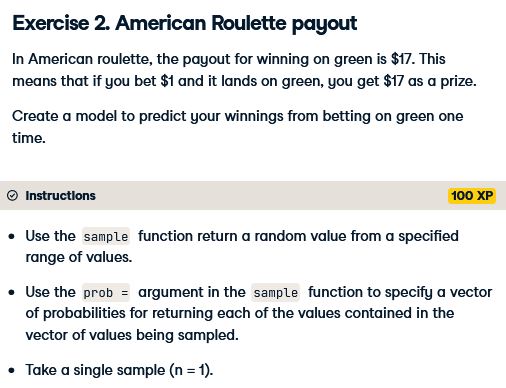 Exercise 2. American Roulette payout
In American roulette, the payout for winning on green is $17. This
means that if you bet $1 and it lands on green, you get $17 as a prize.
Create a model to predict your winnings from betting on green one
time.
Instructions
100 XP
• Use the sample function return a random value from a specified
range of values.
• Use the prob = argument in the sample function to specify a vector
of probabilities for returning each of the values contained in the
vector of values being sampled.
• Take a single sample (n = 1).